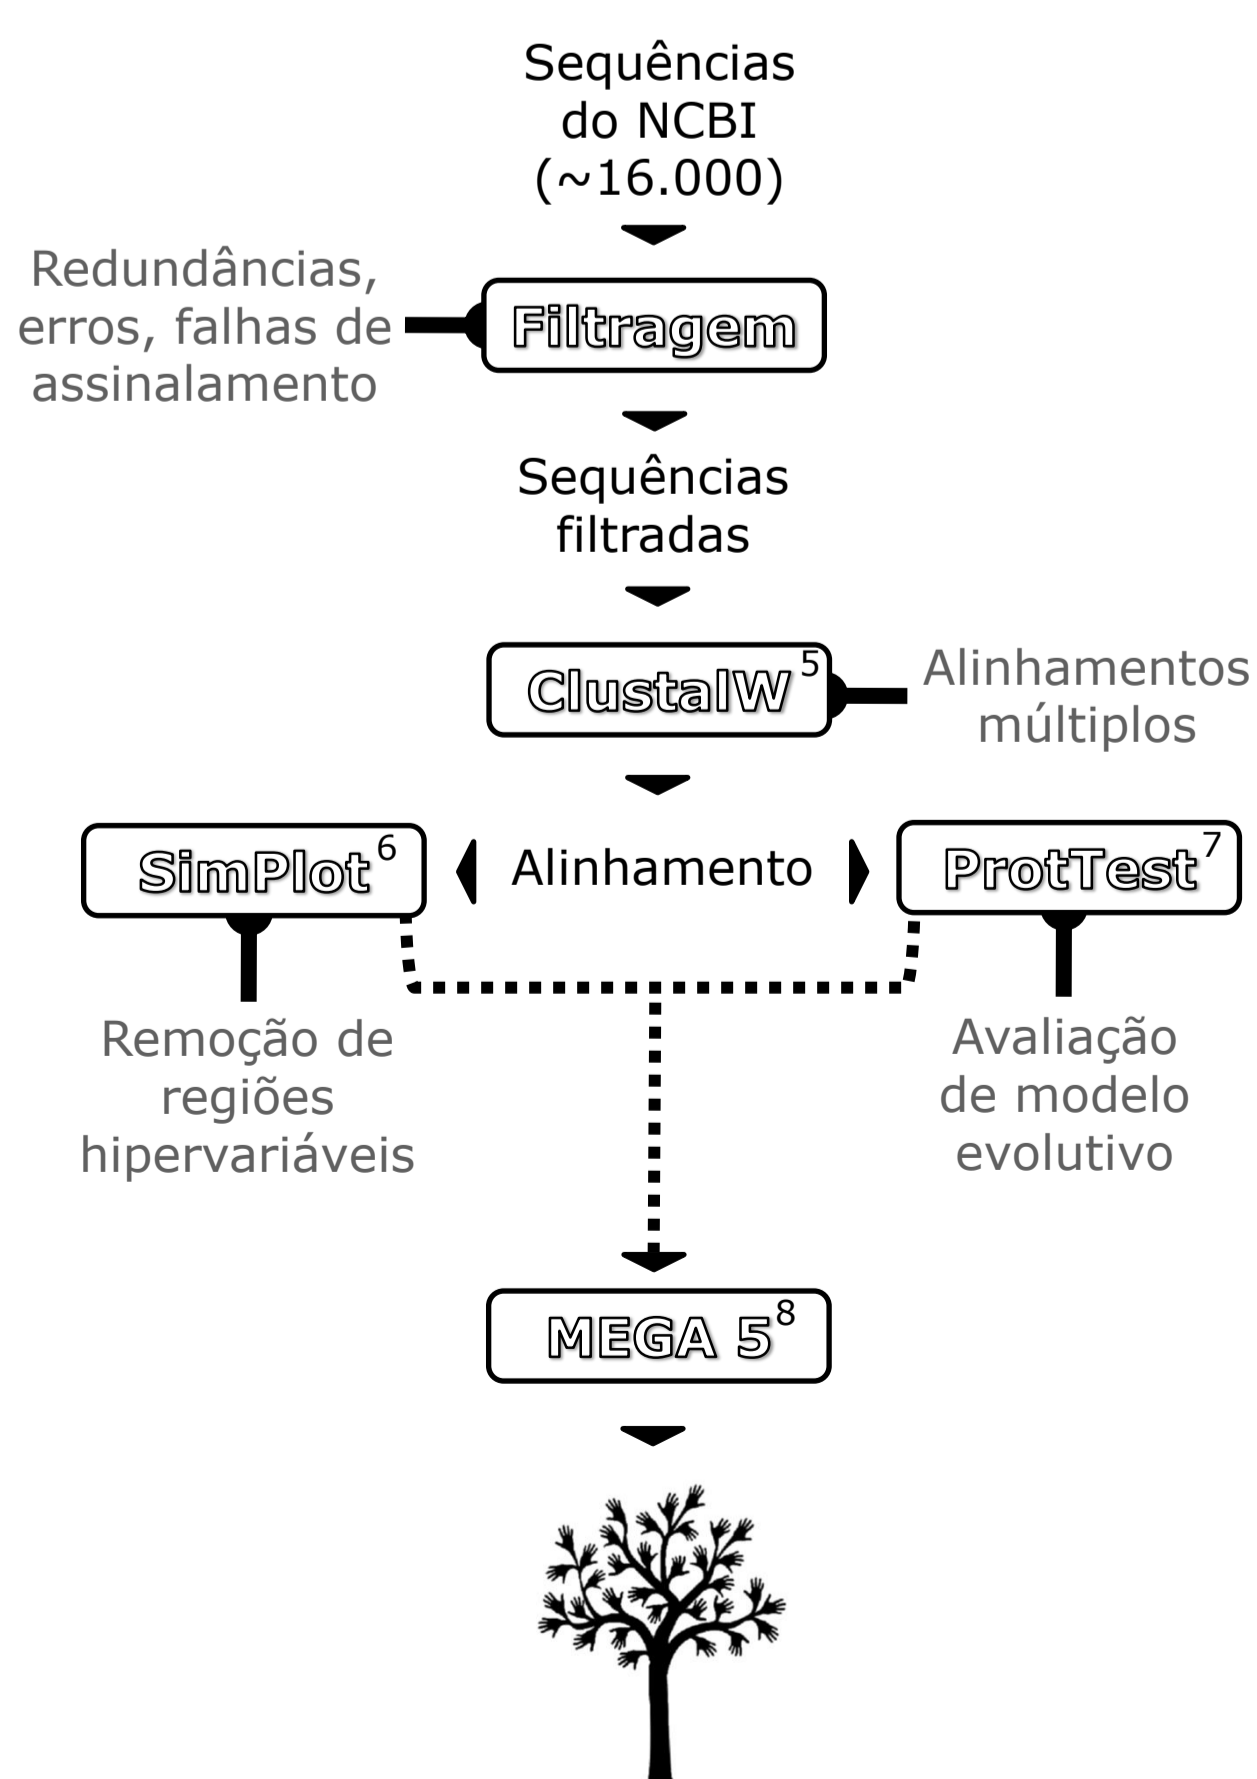 Sequências
do NCBI
(~16.000)
Redundâncias,
erros, falhas de
assinalamento
Filtragem
Sequências
filtradas
ClustalW⁵
Alinhamentos
múltiplos
SimPlot⁶
Alinhamento
ProtTest⁷
Remoção de
regiões
hipervariáveis
Avaliação
de modelo
evolutivo
MEGA 5⁸